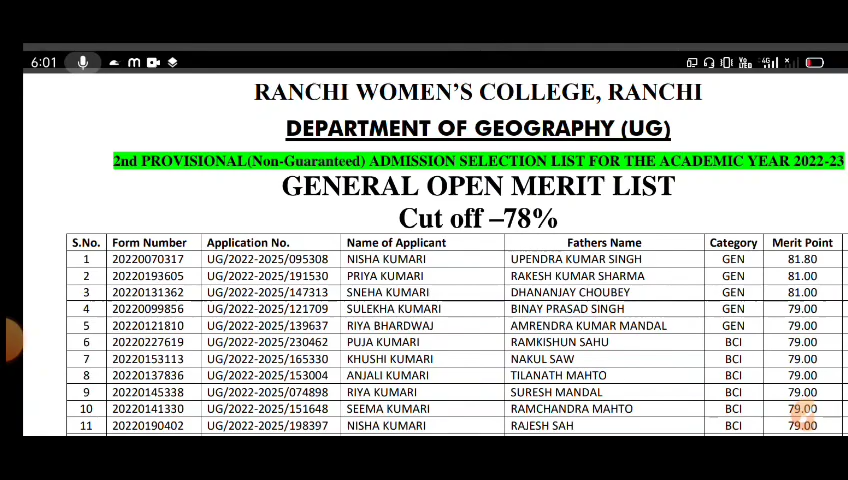 6:01
RANCHI WOMEN'S COLLEGE, RANCHI
DEPARTMENT OF GEOGRAPHY (UG)
2nd PROVISIONAL(Non-Guaranteed) ADMISSION SELECTION LIST FOR THE ACADEMIC YEAR 2022-23
GENERAL OPEN MERIT LIST
Cut off –78%
S.No. Form Number Application No. Name of Applicant Fathers Name Category Merit Point
1 20220070317 UG/2022-2025/095308 NISHA KUMARI UPENDRA KUMAR SINGH GEN 81.80
2 20220193605 UG/2022-2025/191530 PRIYA KUMARI RAKESH KUMAR SHARMA GEN 81.00
3 20220131362 UG/2022-2025/147313 SNEHA KUMARI DHANANJAY CHOUBEY GEN 81.00
4 20220099856 UG/2022-2025/121709 SULEKHA KUMARI BINAY PRASAD SINGH GEN 79.00
5 20220121810 UG/2022-2025/139637 RIYA BHARDWAJ AMRENDRA KUMAR MANDAL GEN 79.00
6 20220227619 UG/2022-2025/230462 PUJA KUMARI RAMKISHUN SAHU BCI 79.00
7 20220153113 UG/2022-2025/165330 KHUSHI KUMARI NAKUL SAW BCI 79.00
8 20220137836 UG/2022-2025/153004 ANJALI KUMARI TILANATH MAHTO BCI 79.00
9 20220145338 UG/2022-2025/074898 RIYA KUMARI SURESH MANDAL BCI 79.00
10 20220141330 UG/2022-2025/151648 SEEMA KUMARI RAMCHANDRA MAHTO BCI 79.00
11 20220190402 UG/2022-2025/198397 NISHA KUMARI RAJESH SAH BCI 79.00